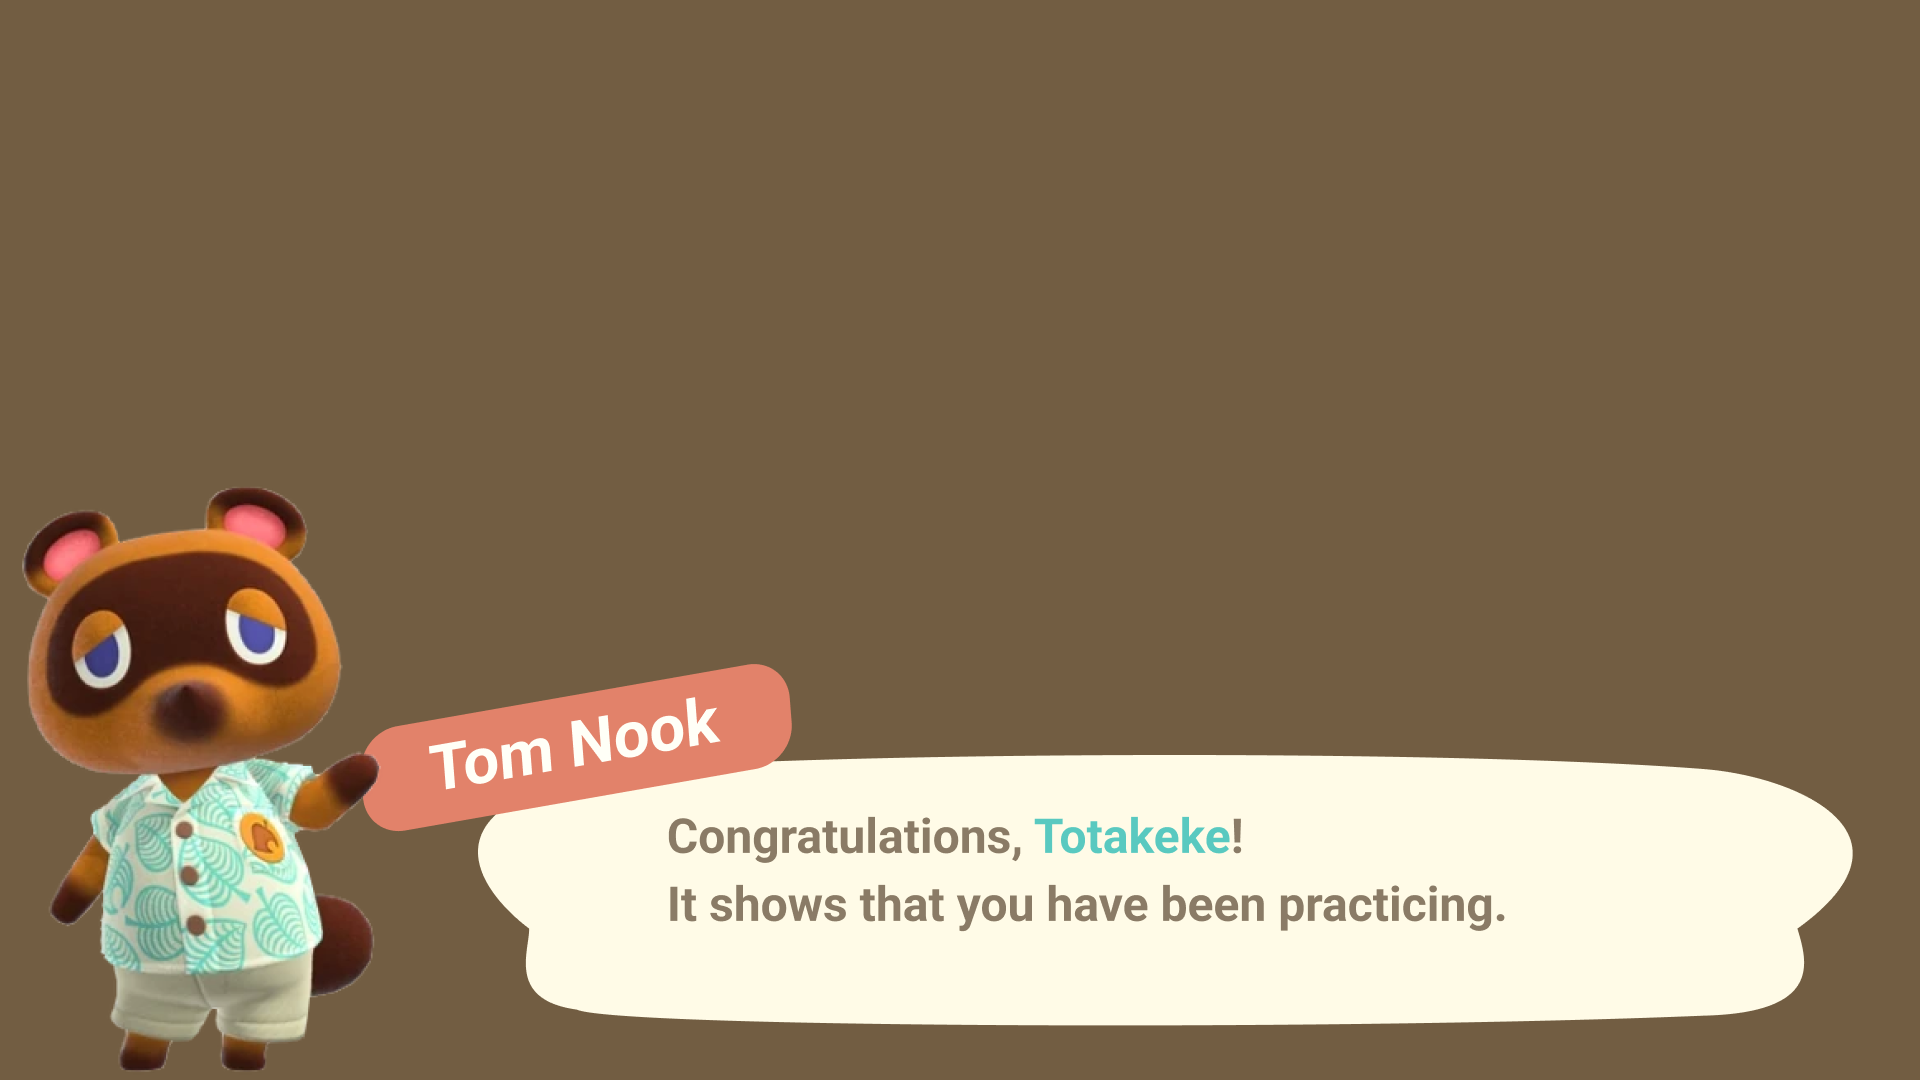 Tom Nook
Congratulations, Totakeke!
It shows that you have been practicing.